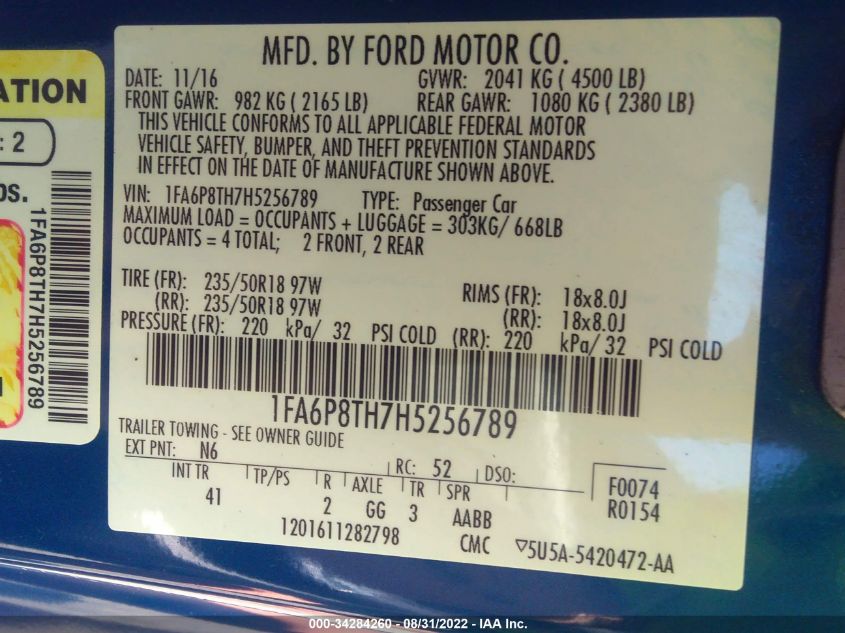 MFD. BY FORD MOTOR CO.
DATE: 11/16 GVWR: 2041 KG ( 4500 LB)
FRONT GAWR: 982 KG ( 2165 LB) REAR GAWR: 1080 KG ( 2380 LB)
THIS VEHICLE CONFORMS TO ALL APPLICABLE FEDERAL MOTOR
VEHICLE SAFETY, BUMPER, AND THEFT PREVENTION STANDARDS
IN EFFECT ON THE DATE OF MANUFACTURE SHOWN ABOVE.
VIN: 1FA6P8TH7H5256789 TYPE: Passenger Car
MAXIMUM LOAD = OCCUPANTS + LUGGAGE = 303KG/ 668LB
OCCUPANTS = 4 TOTAL; 2 FRONT, 2 REAR
TIRE (FR): 235/50R18 97W RIMS (FR): 18x8.0J
(RR): 235/50R18 97W (RR): 18x8.0J
PRESSURE (FR): 220 kPa/ 32 PSI COLD (RR): 220 kPa/ 32 PSI COLD
1FA6P8TH7H5256789
TRAILER TOWING - SEE OWNER GUIDE
EXT PNT: N6 RC: 52 DSO:
INT TR TP/PS R AXLE TR SPR
41 2 GG 3 AABB
F0074
R0154
1201611282798 CMC ▽5U5A-5420472-AA
ATION
: 2
OS.
1FA6P8TH7H5256789
000-34284260 - 08/31/2022 - IAA Inc.